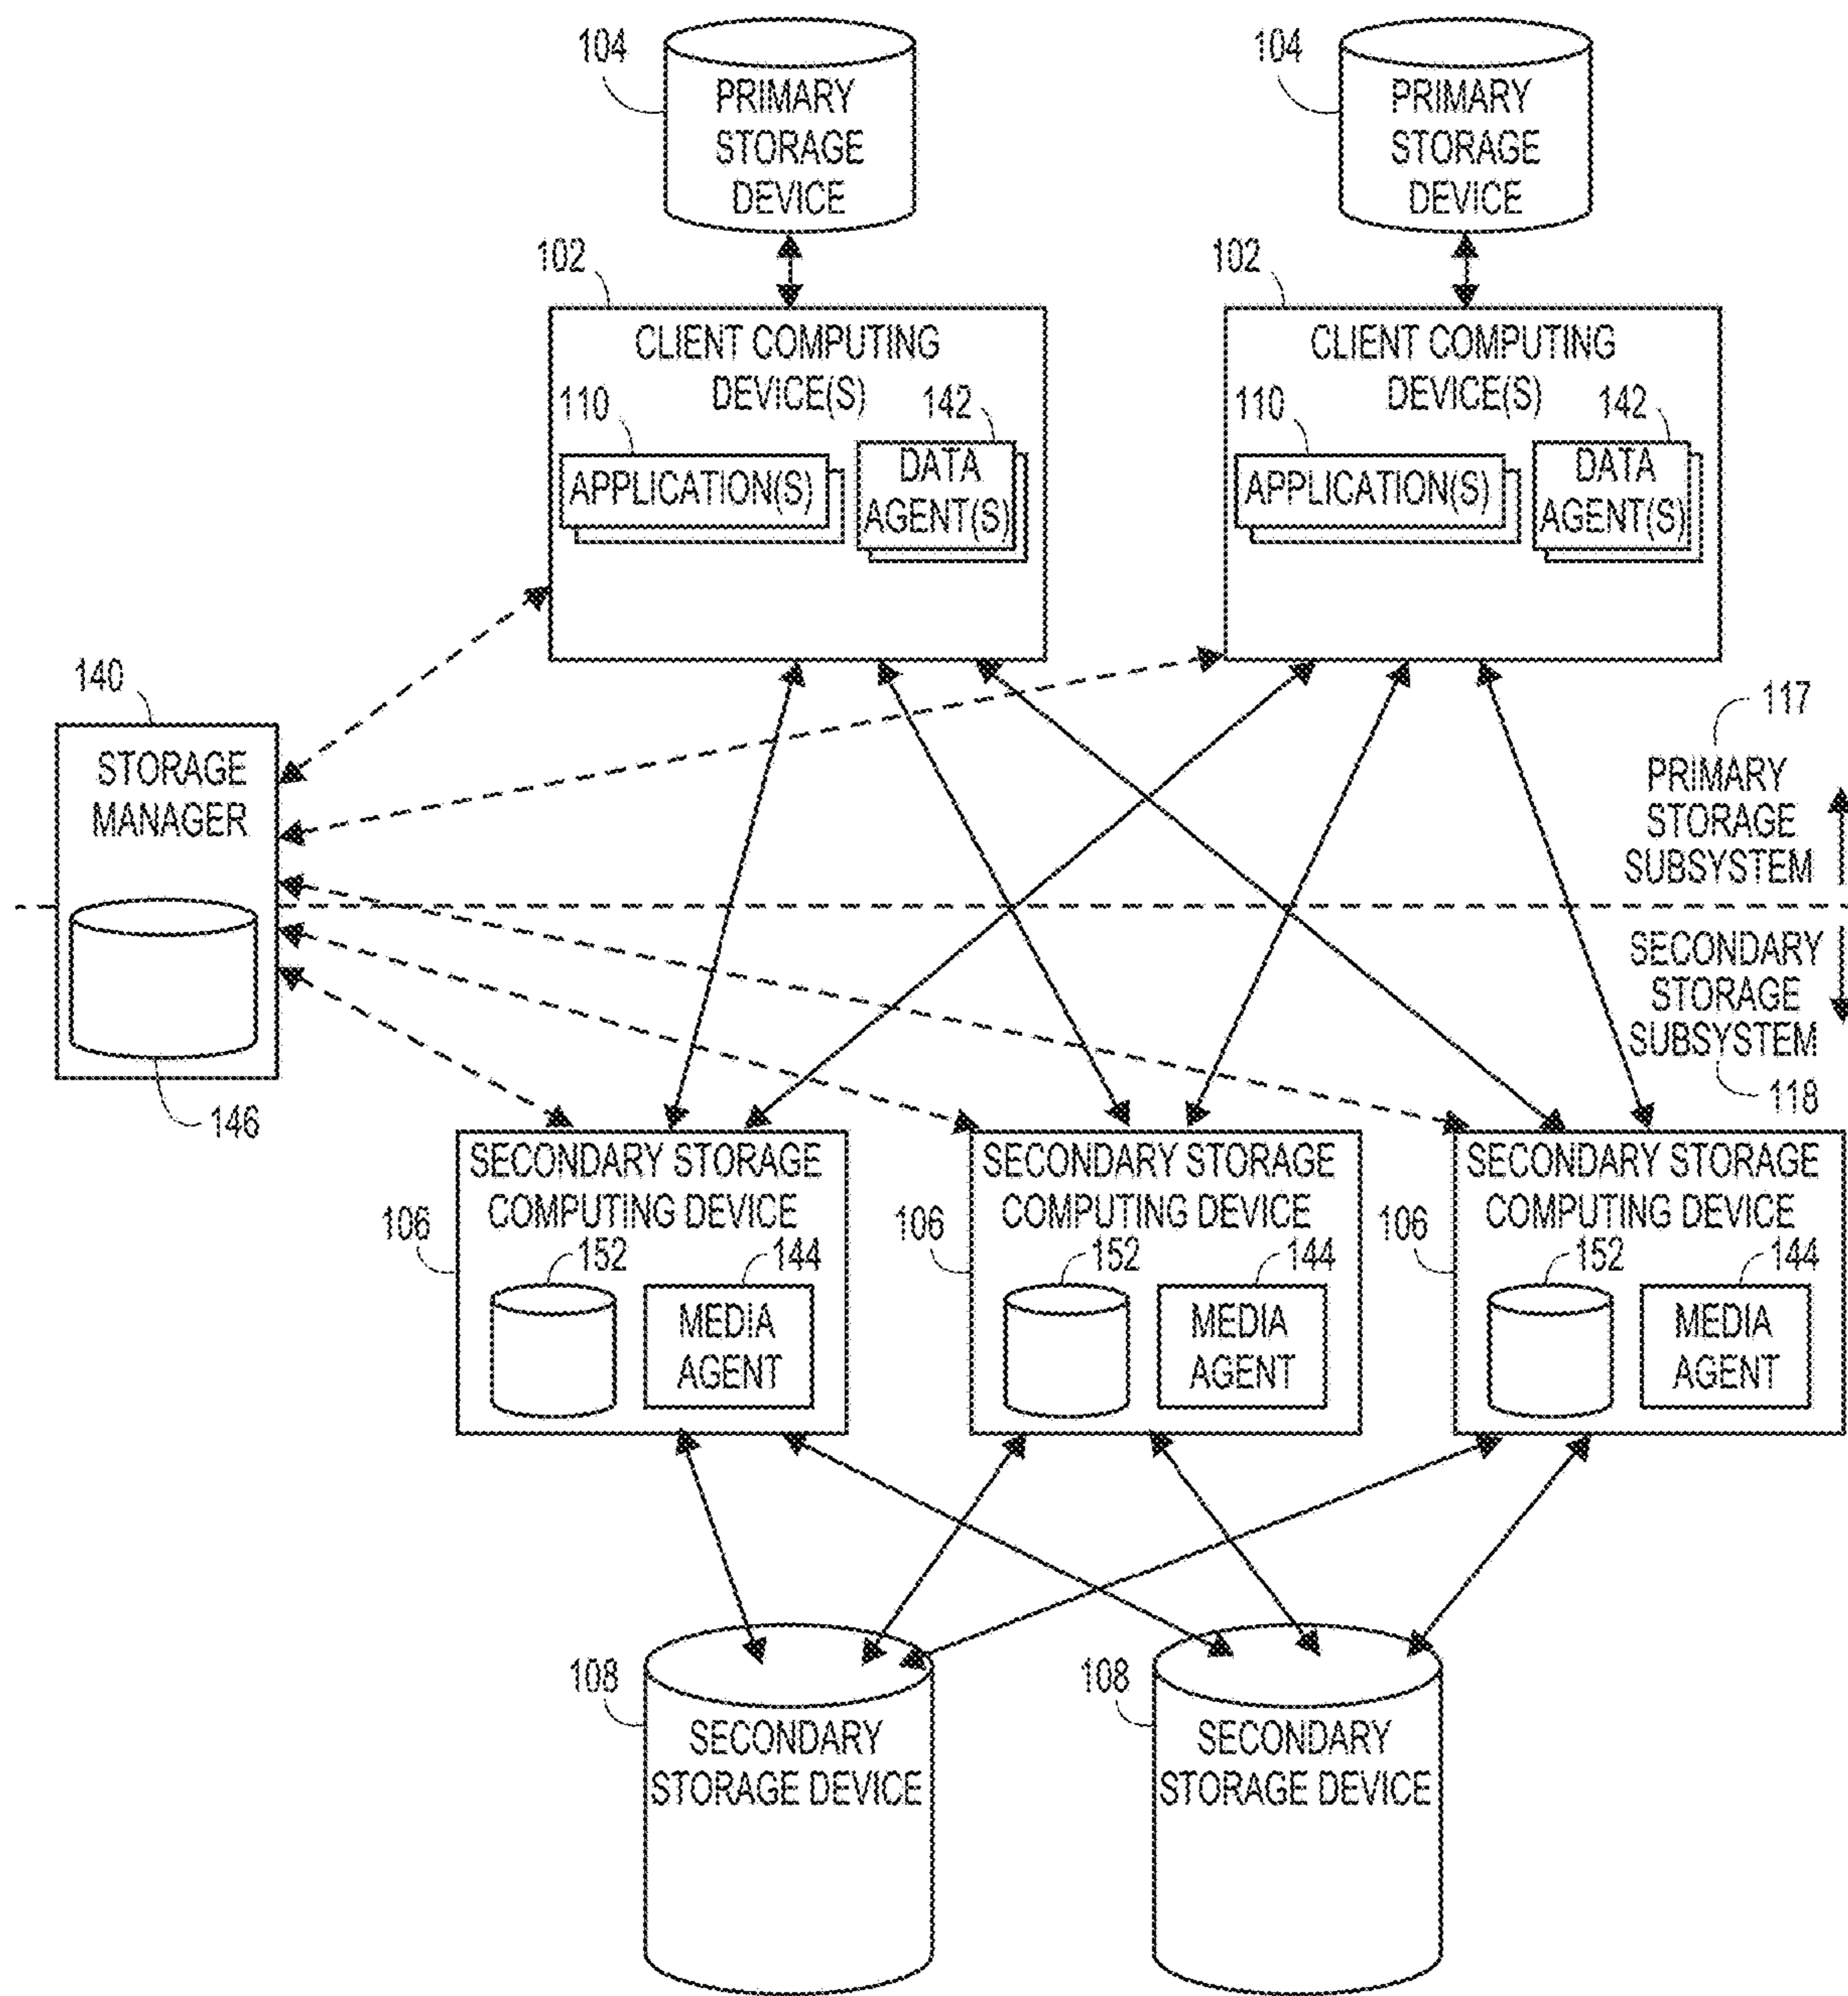 104
PRIMARY
STORAGE
DEVICE
104
PRIMARY
STORAGE
DEVICE
102
CLIENT COMPUTING
DEVICE(S)
110
142
APPLICATION(S)
DATA
AGENT(S)
102
CLIENT COMPUTING
DEVICE(S)
110
142
APPLICATION(S)
DATA
AGENT(S)
140
STORAGE
MANAGER
146
117
PRIMARY
STORAGE
SUBSYSTEM
SECONDARY
STORAGE
SUBSYSTEM
118
106
SECONDARY STORAGE
COMPUTING DEVICE
152
144
MEDIA
AGENT
106
SECONDARY STORAGE
COMPUTING DEVICE
152
144
MEDIA
AGENT
106
SECONDARY STORAGE
COMPUTING DEVICE
152
144
MEDIA
AGENT
108
SECONDARY
STORAGE DEVICE
108
SECONDARY
STORAGE DEVICE